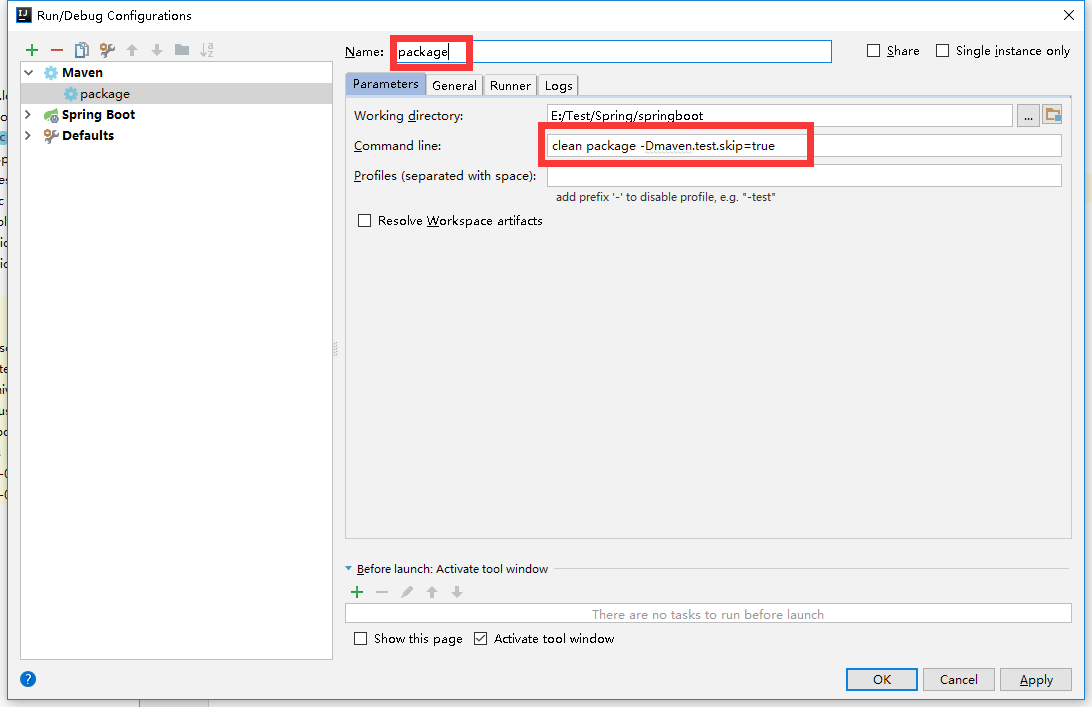 Run/Debug Configurations
Name: package
Share
Single instance only
Maven
package
Spring Boot
Defaults
Parameters General Runner Logs
Working directory: E:/Test/Spring/springboot
...
Command line: clean package -Dmaven.test.skip=true
Profiles (separated with space):
add prefix '-' to disable profile, e.g. "-test"
Resolve Workspace artifacts
Before launch: Activate tool window
There are no tasks to run before launch
Show this page Activate tool window
? OK Cancel Apply